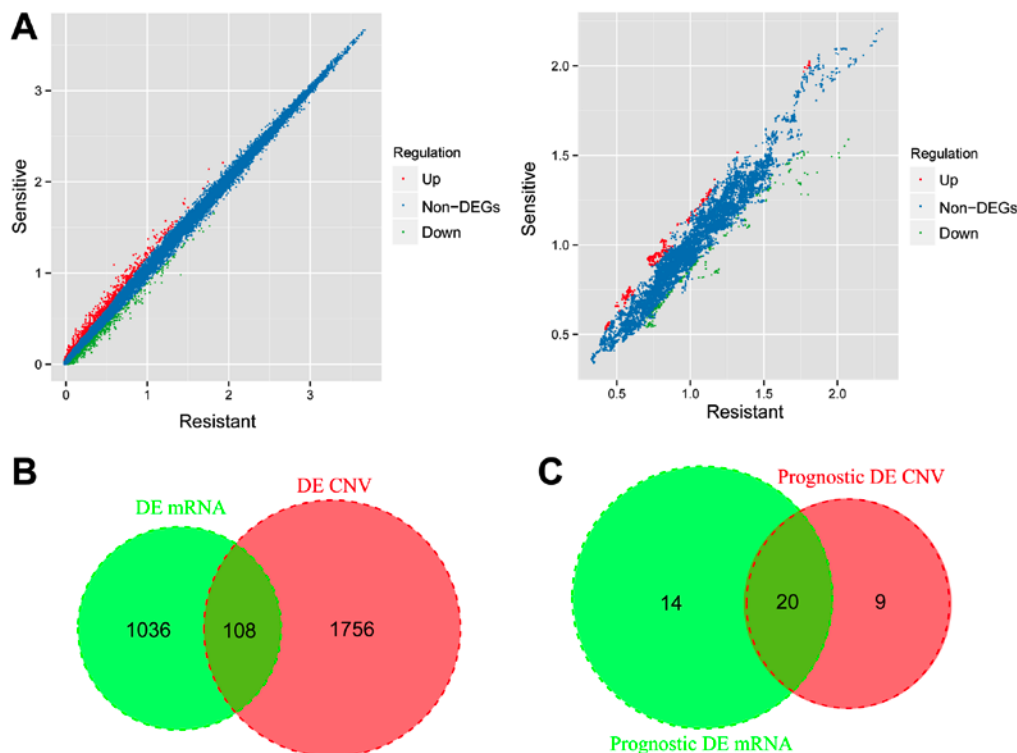 A
Sensitive
3
2
1
0
0
1
2
3
Resistant
Regulation
Up
Non-DEGs
Down
Sensitive
2.0
1.5
1.0
0.5
0.5
1.0
1.5
2.0
Resistant
Regulation
Up
Non-DEGs
Down
B
DE mRNA
DE CNV
1036
108
1756
C
Prognostic DE CNV
14
20
9
Prognostic DE mRNA